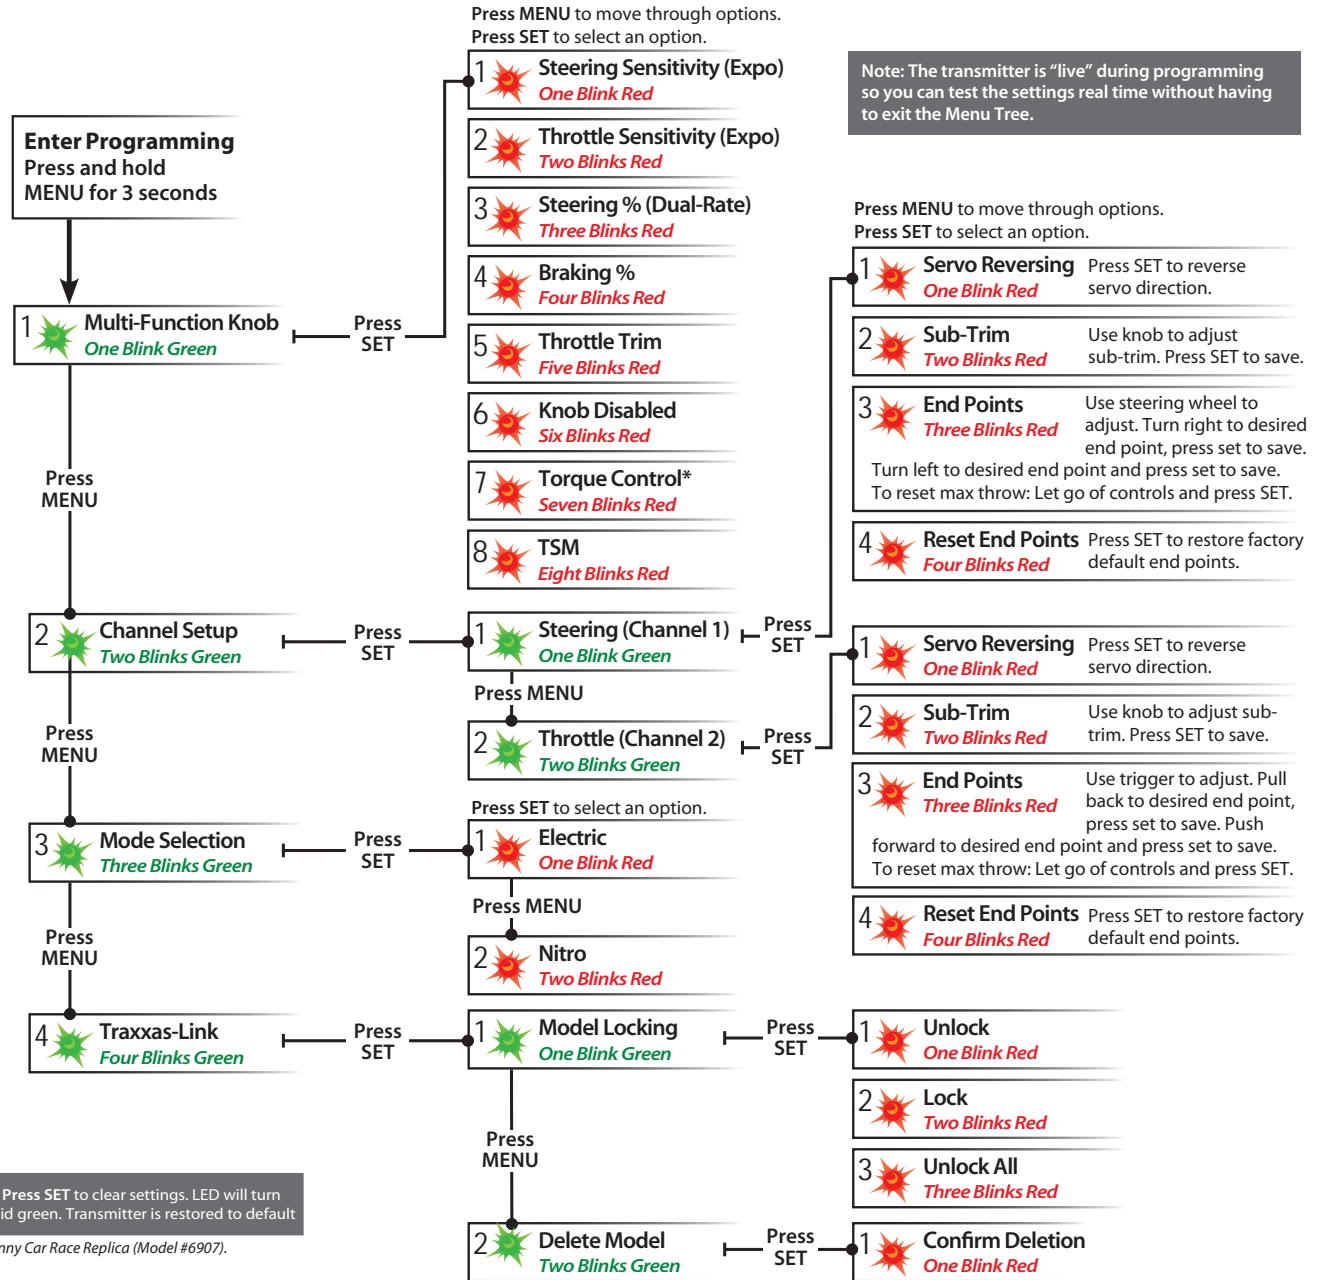 Press MENU to move through options.
Press SET to select an option.
Note: The transmitter is “live” during programming
so you can test the settings real time without having
to exit the Menu Tree.
Enter Programming
Press and hold
MENU for 3 seconds
1 Steering Sensitivity (Expo)
One Blink Red
2 Throttle Sensitivity (Expo)
Two Blinks Red
3 Steering % (Dual-Rate)
Three Blinks Red
4 Braking %
Four Blinks Red
5 Throttle Trim
Five Blinks Red
6 Knob Disabled
Six Blinks Red
7 Torque Control*
Seven Blinks Red
8 TSM
Eight Blinks Red
1 Multi-Function Knob
One Blink Green
Press
SET
Press
MENU
2 Channel Setup
Two Blinks Green
Press
SET
1 Steering (Channel 1)
One Blink Green
Press
SET
Press MENU
2 Throttle (Channel 2)
Two Blinks Green
Press
SET
Press MENU to move through options.
Press SET to select an option.
1 Servo Reversing Press SET to reverse
One Blink Red servo direction.
2 Sub-Trim Use knob to adjust
Two Blinks Red sub-trim. Press SET to save.
3 End Points Use steering wheel to
Three Blinks Red adjust. Turn right to desired
end point, press set to save.
Turn left to desired end point and press set to save.
To reset max throw: Let go of controls and press SET.
4 Reset End Points Press SET to restore factory
Four Blinks Red default end points.
1 Servo Reversing Press SET to reverse
One Blink Red servo direction.
2 Sub-Trim Use knob to adjust sub-
Two Blinks Red trim. Press SET to save.
3 End Points Use trigger to adjust. Pull
Three Blinks Red back to desired end point,
press set to save. Push
forward to desired end point and press set to save.
To reset max throw: Let go of controls and press SET.
4 Reset End Points Press SET to restore factory
Four Blinks Red default end points.
Press
MENU
3 Mode Selection
Three Blinks Green
Press
SET
Press SET to select an option.
1 Electric
One Blink Red
Press MENU
2 Nitro
Two Blinks Red
Press
MENU
4 Traxxas-Link
Four Blinks Green
Press
SET
1 Model Locking
One Blink Green
Press
SET
1 Unlock
One Blink Red
2 Lock
Two Blinks Red
3 Unlock All
Three Blinks Red
Press
MENU
2 Delete Model
Two Blinks Green
Press
SET
1 Confirm Deletion
One Blink Red
Press SET to clear settings. LED will turn
id green. Transmitter is restored to default
nny Car Race Replica (Model #6907).